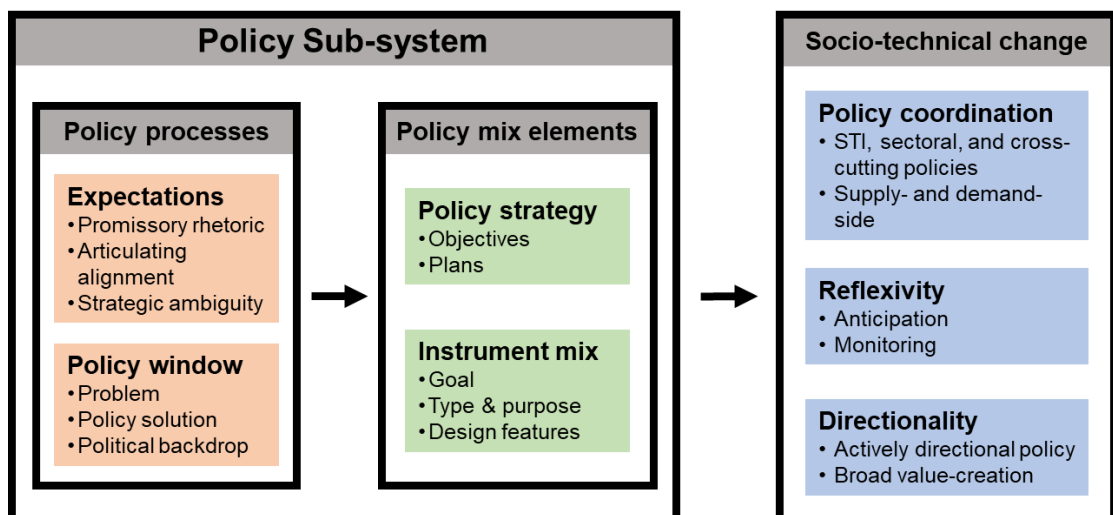 Policy Sub-system
Policy processes
Expectations
• Promissory rhetoric
• Articulating
alignment
• Strategic ambiguity
Policy window
• Problem
• Policy solution
• Political backdrop
Policy mix elements
Policy strategy
• Objectives
• Plans
Instrument mix
• Goal
• Type & purpose
• Design features
Socio-technical change
Policy coordination
• STI, sectoral, and cross-
cutting policies
• Supply- and demand-
side
Reflexivity
• Anticipation
• Monitoring
Directionality
• Actively directional policy
• Broad value-creation